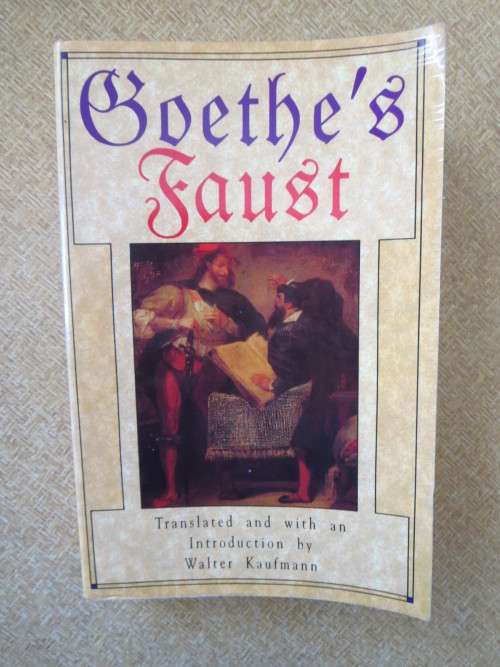 Goethe's
Faust
Translated and with an
Introduction by
Walter Kaufmann